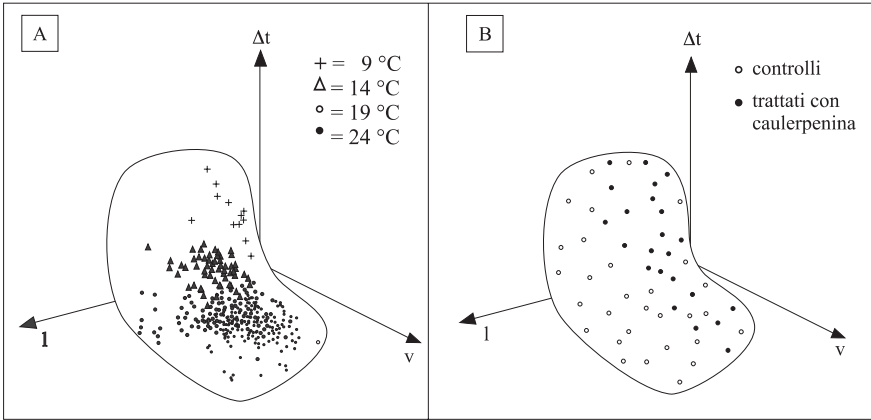 A
Δt
+ = 9 °C
△ = 14 °C
○ = 19 °C
● = 24 °C
l
v
B
Δt
○ controlli
● trattati con
caulerpenina
l
v